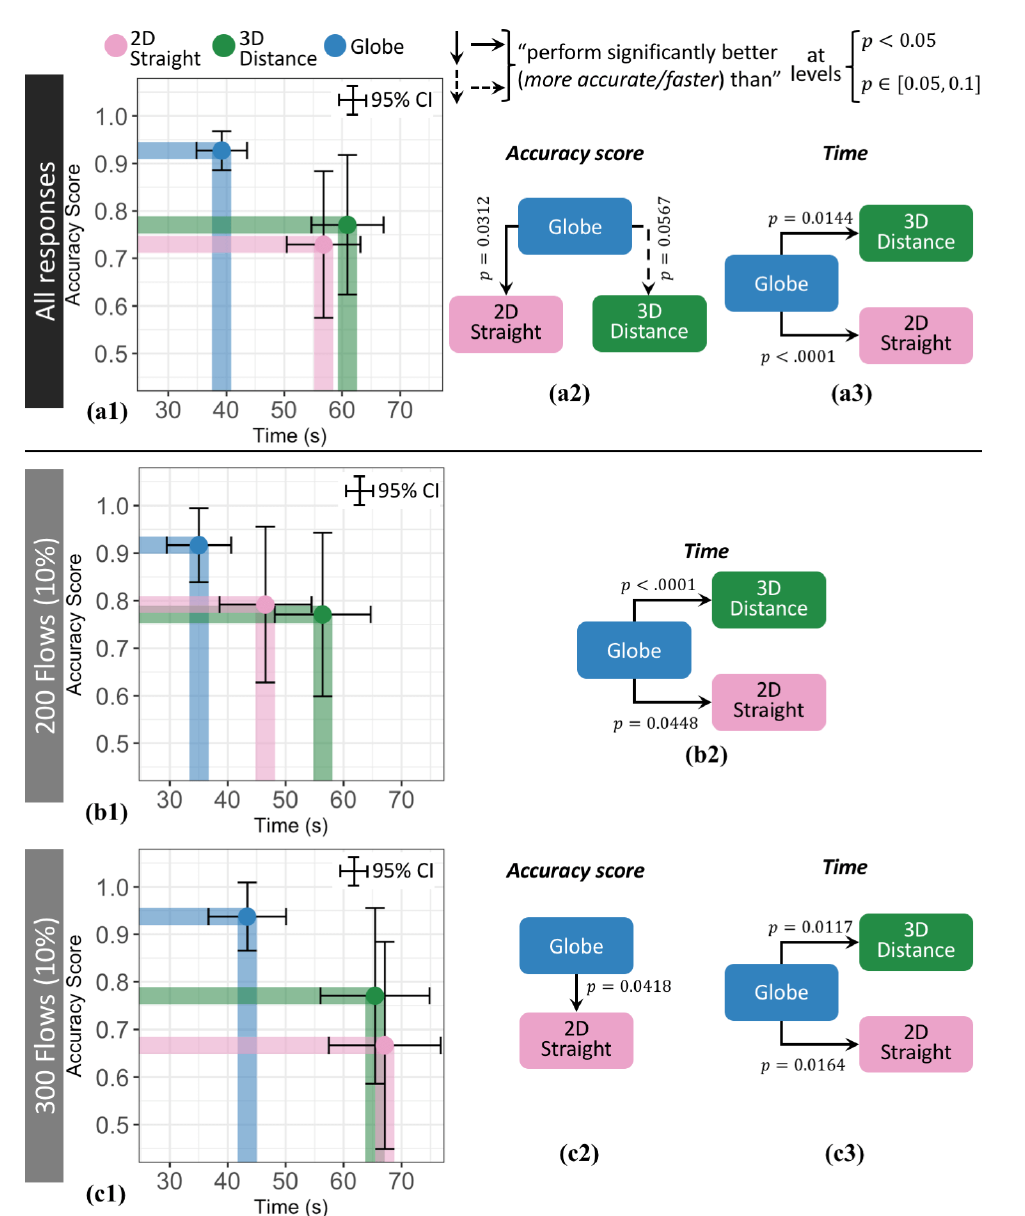 2D
Straight
3D
Distance
Globe
"perform significantly better
(more accurate/faster) than"
at
levels
p < 0.05
p ∈ [0.05, 0.1]
All responses
95% CI
Accuracy Score
1.0
0.9
0.8
0.7
0.6
0.5
30 40 50 60 70
Time (s)
(a1)
Accuracy score
Globe
p = 0.0312
p = 0.0567
2D
Straight
3D
Distance
(a2)
Time
p = 0.0144
3D
Distance
Globe
2D
Straight
p < .0001
(a3)
200 Flows (10%)
95% CI
Accuracy Score
1.0
0.9
0.8
0.7
0.6
0.5
30 40 50 60 70
Time (s)
(b1)
Time
p < .0001
3D
Distance
Globe
2D
Straight
p = 0.0448
(b2)
300 Flows (10%)
95% CI
Accuracy Score
1.0
0.9
0.8
0.7
0.6
0.5
30 40 50 60 70
Time (s)
(c1)
Accuracy score
Globe
p = 0.0418
2D
Straight
(c2)
Time
p = 0.0117
3D
Distance
Globe
2D
Straight
p = 0.0164
(c3)